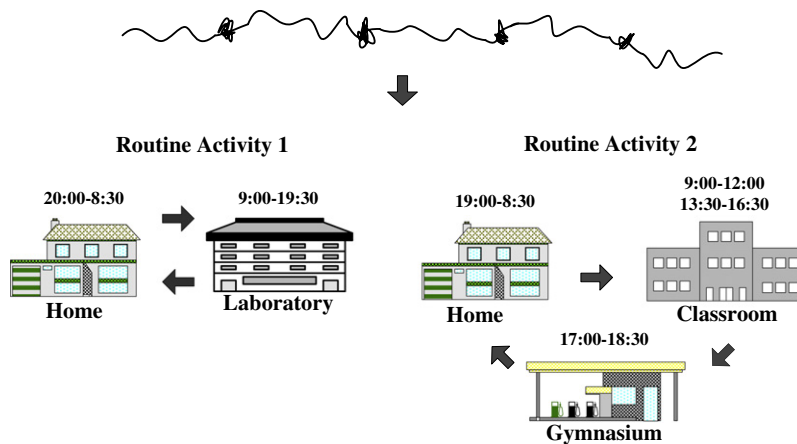 Routine Activity 1
Routine Activity 2
20:00-8:30
9:00-19:30
Home
Laboratory
19:00-8:30
9:00-12:00
13:30-16:30
Home
Classroom
17:00-18:30
Gymnasium